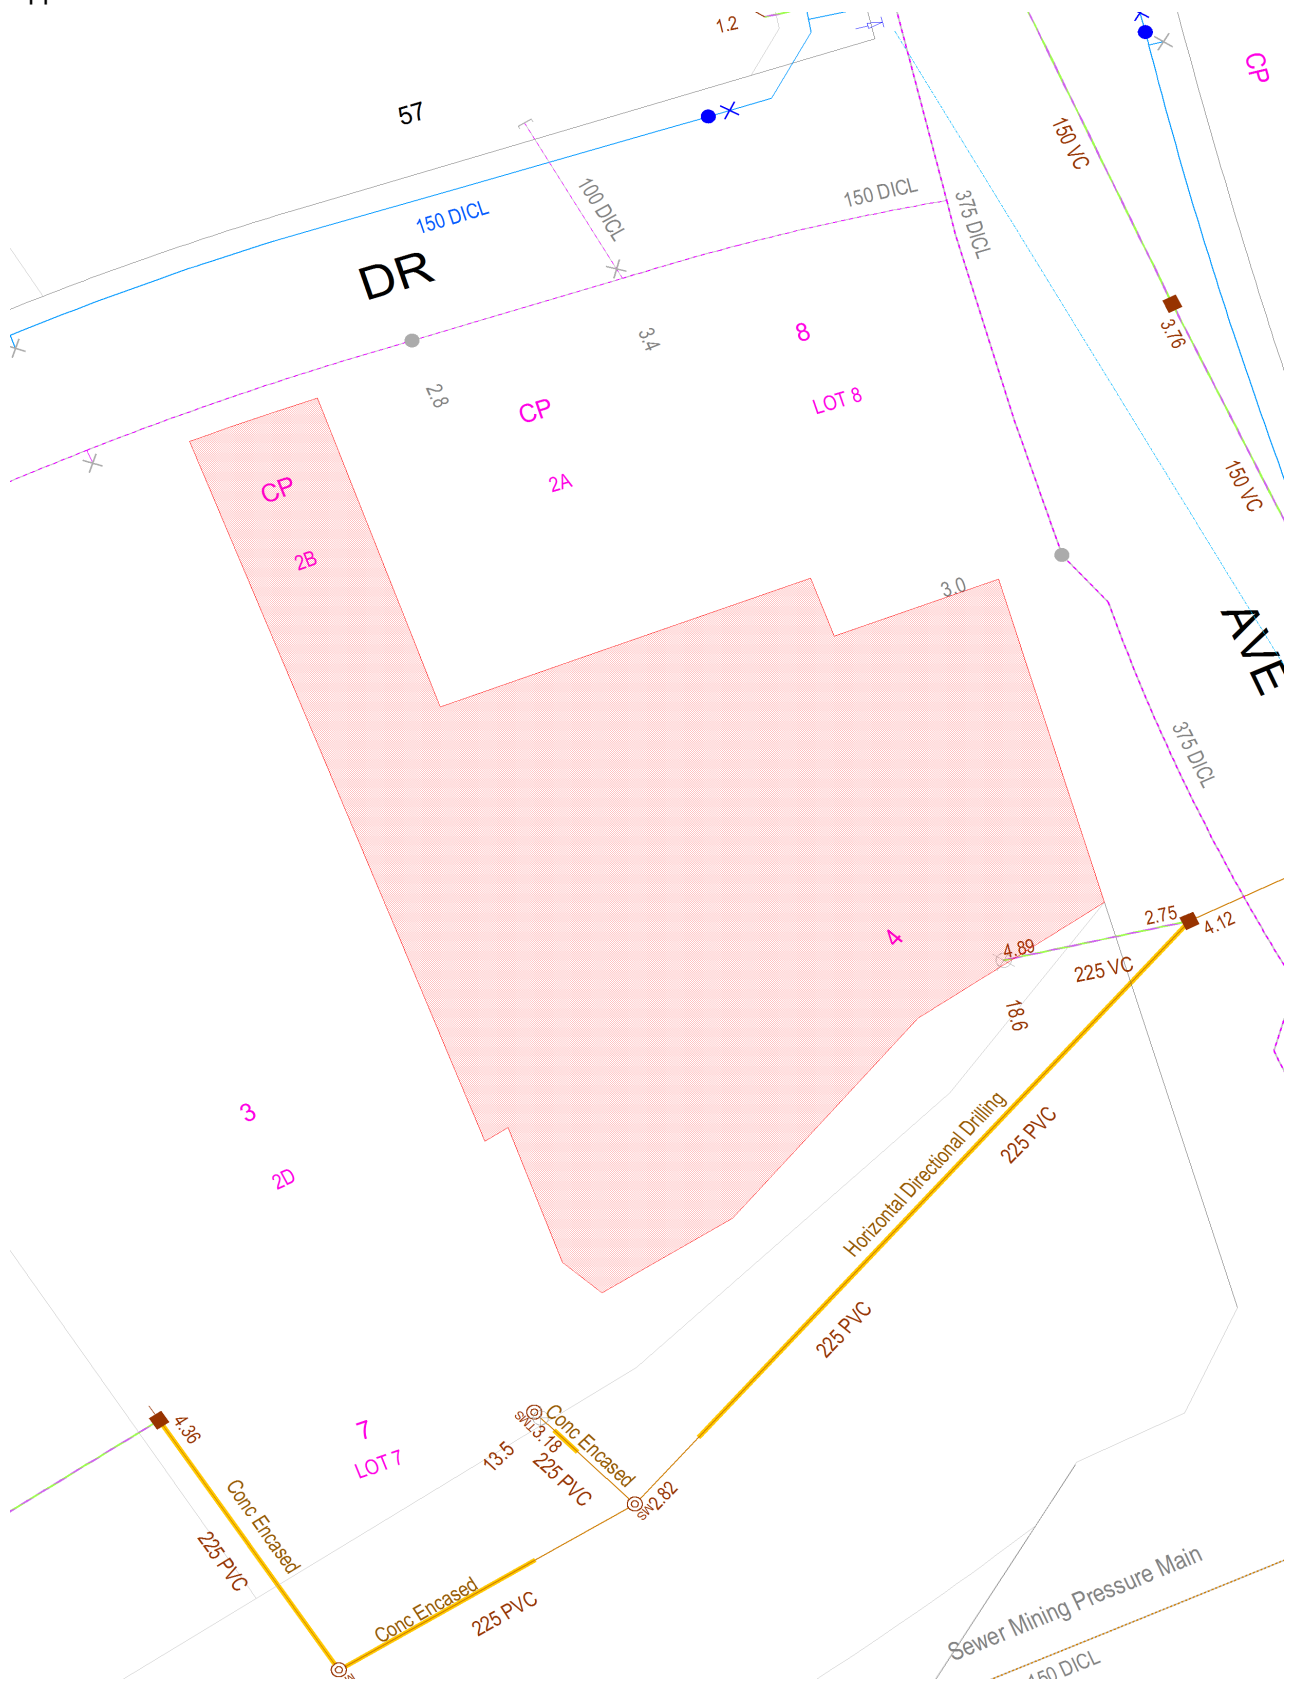 1.2
57
CP
150 VC
150 DICL
100 DICL
150 DICL
375 DICL
DR
3.76
8
3.4
2.8
CP
LOT 8
2A
CP
150 VC
2B
3.0
AVE
375 DICL
4
4.89
2.75
4.12
225 VC
18.6
3
2D
Horizontal Directional Drilling
225 PVC
225 PVC
4.36
7
LOT 7
Conc Encased
TMS
3.18
13.5
225 PVC
2.82
MS
Conc Encased
225 PVC
Conc Encased
225 PVC
Sewer Mining Pressure Main
150 DICL